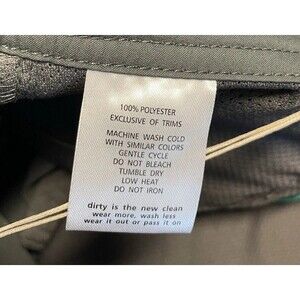 100% POLYESTER
EXCLUSIVE OF TRIMS
MACHINE WASH COLD
WITH SIMILAR COLORS
GENTLE CYCLE
DO NOT BLEACH
TUMBLE DRY
LOW HEAT
DO NOT IRON
dirty is the new clean
wear more, wash less
wear it out or pass it on